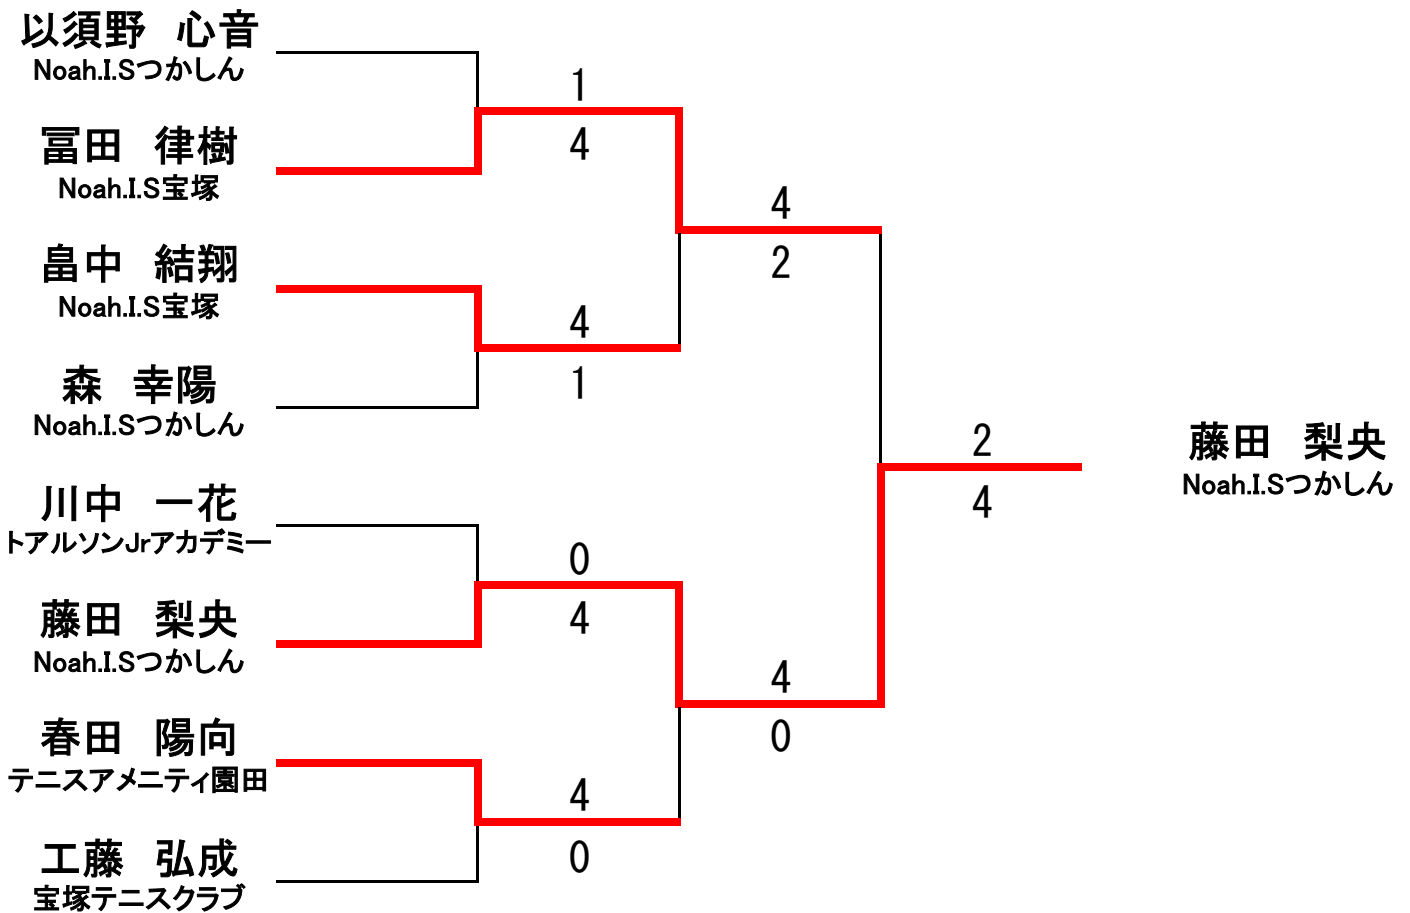 以須野　心音
Noah.I.Sつかしん
冨田　律樹
Noah.I.S宝塚
畠中　結翔
Noah.I.S宝塚
森　幸陽
Noah.I.Sつかしん
川中　一花
トアルソンJrアカデミー
藤田　梨央
Noah.I.Sつかしん
春田　陽向
テニスアメニティ園田
工藤　弘成
宝塚テニスクラブ
1
4
4
1
0
4
4
0
4
2
4
0
2
4
藤田　梨央
Noah.I.Sつかしん